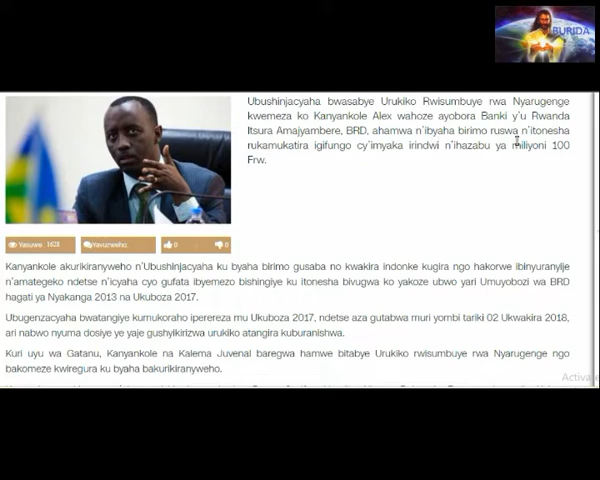 BURIDA
Ubushinjacyaha bwasabye Urukiko Rwisumbuye rwa Nyarugenge
kwemeza ko Kanyankole Alex wahoze ayobora Banki y'u Rwanda
Itsura Amajyambere, BRD, ahamwa n'ibyaha birimo ruswa n'itonesha
rukamukatira igifungo cy'imyaka irindwi n'ihazabu ya miliyoni 100
Frw.
Yasuwe: 1628
Yavuzweho:
0
0
Kanyankole akurikiranyweho n'Ubushinjacyaha ku byaha birimo gusaba no kwakira indonke kugira ngo hakorwe ibinyuranyije
n'amategeko ndetse n'icyaha cyo gufata ibyemezo bishingiye ku itonesha bivugwa ko yakoze ubwo yari Umuyobozi wa BRD
hagati ya Nyakanga 2013 na Ukuboza 2017.
Ubugenzacyaha bwatangiye kumukoraho iperereza mu Ukuboza 2017, ndetse aza gutabwa muri yombi tariki 02 Ukwakira 2018,
ari nabwo nyuma dosiye ye yaje gushyikirizwa urukiko atangira kuburanishwa.
Kuri uyu wa Gatanu, Kanyankole na Kalema Juvenal baregwa hamwe bitabye Urukiko rwisumbuye rwa Nyarugenge ngo
bakomeze kwiregura ku byaha bakurikiranyweho.
Activate